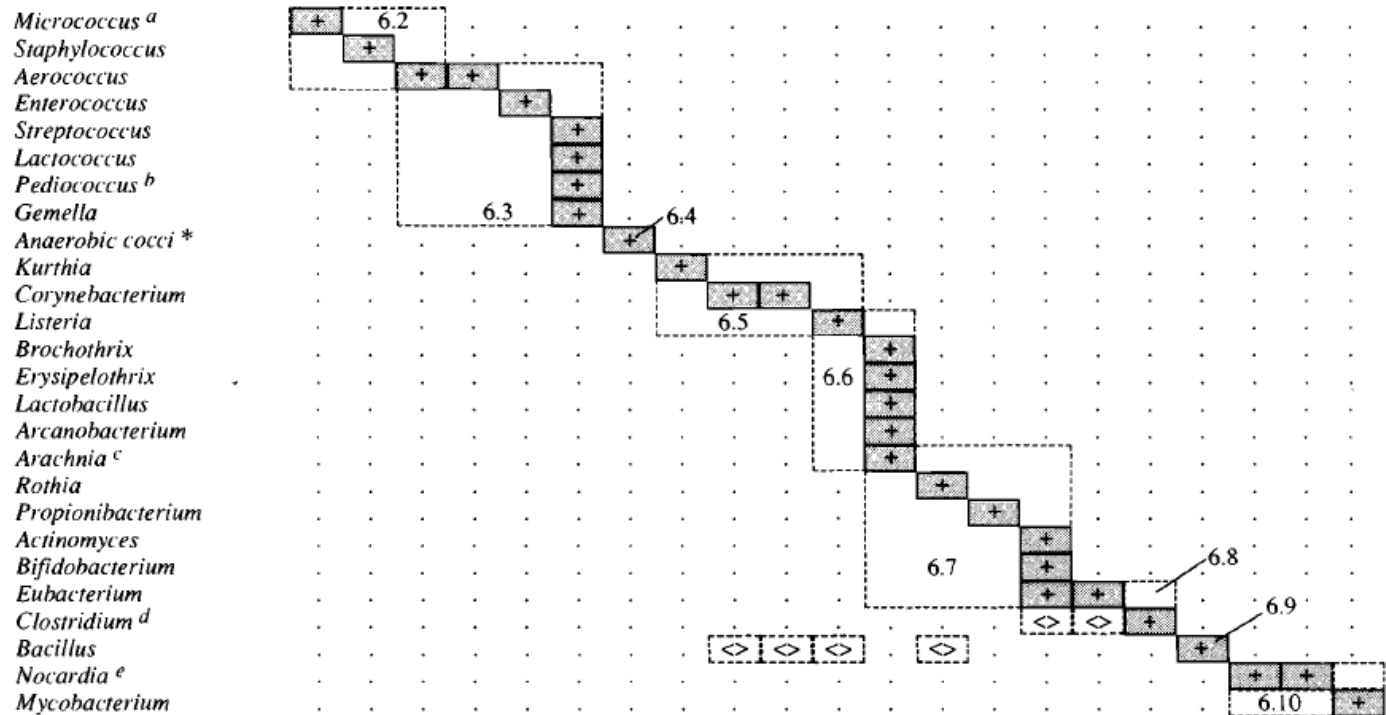 Micrococcus a + 6.2
Staphylococcus +
Aerococcus + +
Enterococcus +
Streptococcus +
Lactococcus +
Pediococcus b +
Gemella 6.3 + 6.4
Anaerobic cocci * +
Kurthia +
Corynebacterium + +
Listeria 6.5 +
Brochothrix +
Erysipelothrix 6.6 +
Lactobacillus +
Arcanobacterium +
Arachnia c +
Rothia +
Propionibacterium +
Actinomyces +
Bifidobacterium 6.7 + 6.8
Eubacterium + +
Clostridium d <> <> + 6.9
Bacillus <> <> <> <> +
Nocardia e + +
Mycobacterium 6.10 +